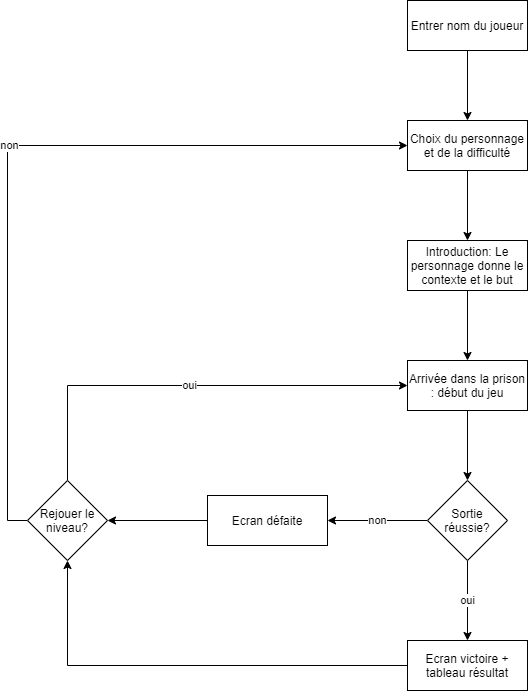 Entrer nom du joueur
non
Choix du personnage
et de la difficulté
Introduction: Le
personnage donne le
contexte et le but
oui
Arrivée dans la prison
: début du jeu
Rejouer le
niveau?
Ecran défaite
non
Sortie
réussie?
oui
Ecran victoire +
tableau résultat